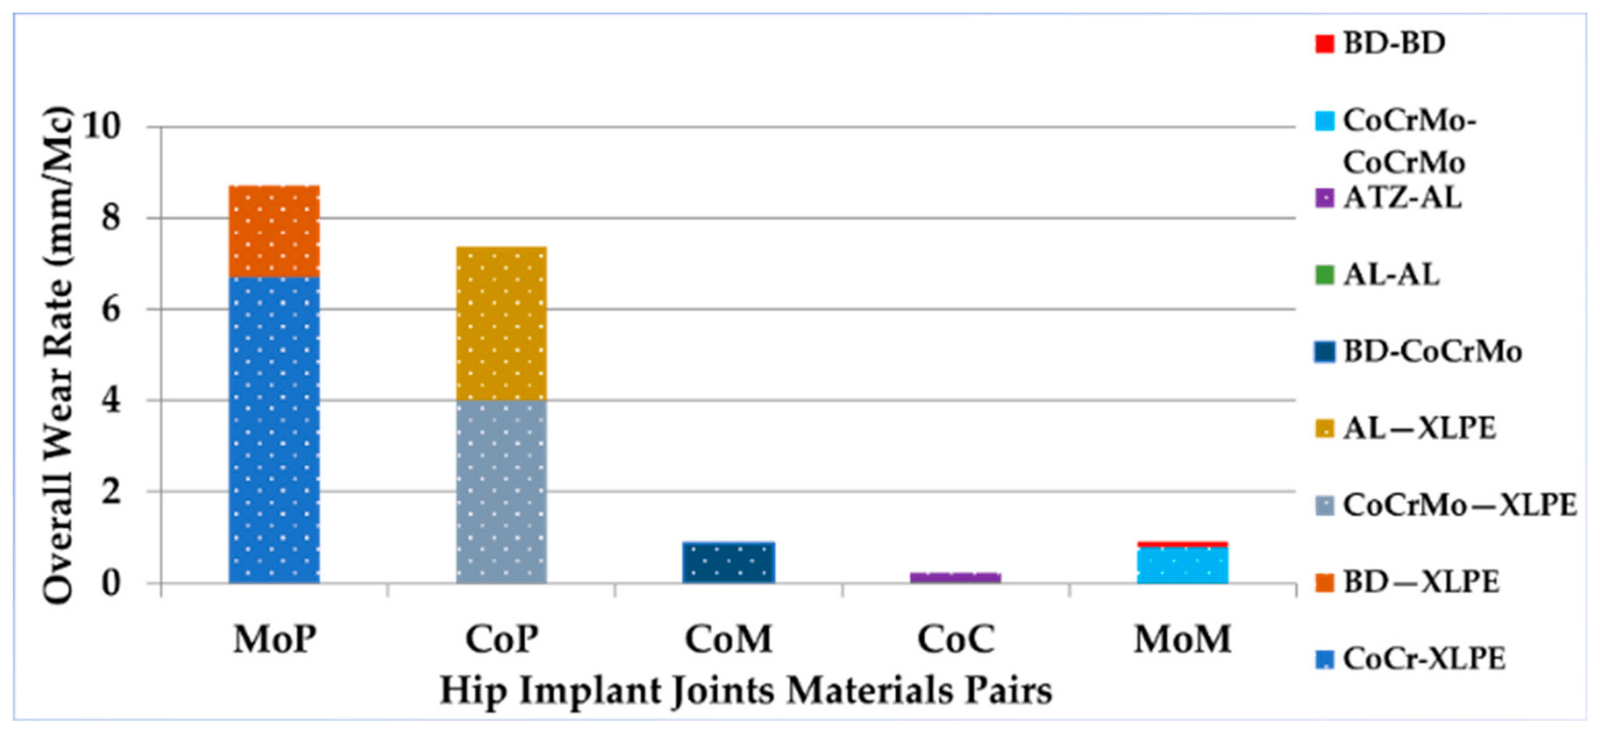 Overall Wear Rate (mm/Mc)
10
8
6
4
2
0
MoP CoP CoM CoC MoM
Hip Implant Joints Materials Pairs
BD-BD
CoCrMo-
CoCrMo
ATZ-AL
AL-AL
BD-CoCrMo
AL—XLPE
CoCrMo—XLPE
BD—XLPE
CoCr-XLPE